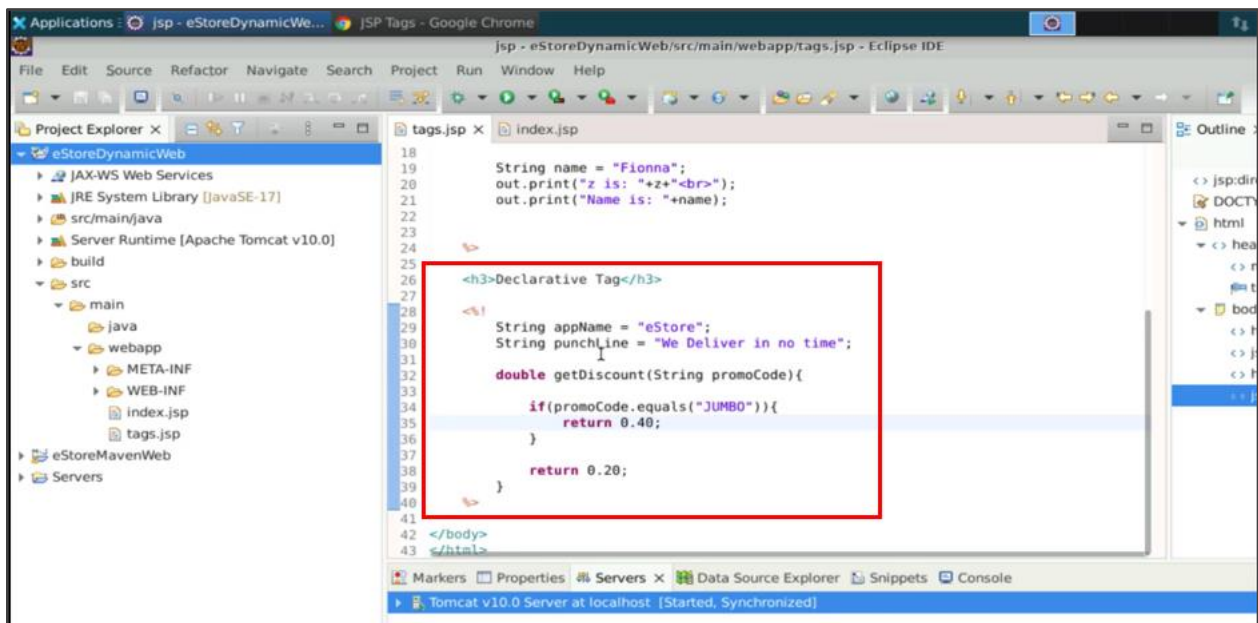 Applications : jsp - eStoreDynamicWe... JSP Tags - Google Chrome
jsp - eStoreDynamicWeb/src/main/webapp/tags.jsp - Eclipse IDE
File Edit Source Refactor Navigate Search Project Run Window Help
Project Explorer
eStoreDynamicWeb
JAX-WS Web Services
JRE System Library [JavaSE-17]
src/main/java
Server Runtime [Apache Tomcat v10.0]
build
src
main
java
webapp
META-INF
WEB-INF
index.jsp
tags.jsp
eStoreMavenWeb
Servers
tags.jsp index.jsp
18
19 String name = "Fionna";
20 out.print("z is: "+z+"<br>");
21 out.print("Name is: "+name);
22
23
24 %>
25
26 <h3>Declarative Tag</h3>
27
28 <%!
29 String appName = "eStore";
30 String punchLine = "We Deliver in no time";
31
32 double getDiscount(String promoCode){
33
34 if(promoCode.equals("JUMBO")){
35 return 0.40;
36 }
37
38 return 0.20;
39 }
40 %>
41
42 </body>
43 </html>
Outline
jsp:dir
DOCTY
html
hea
bod
Markers Properties Servers Data Source Explorer Snippets Console
Tomcat v10.0 Server at localhost [Started, Synchronized]